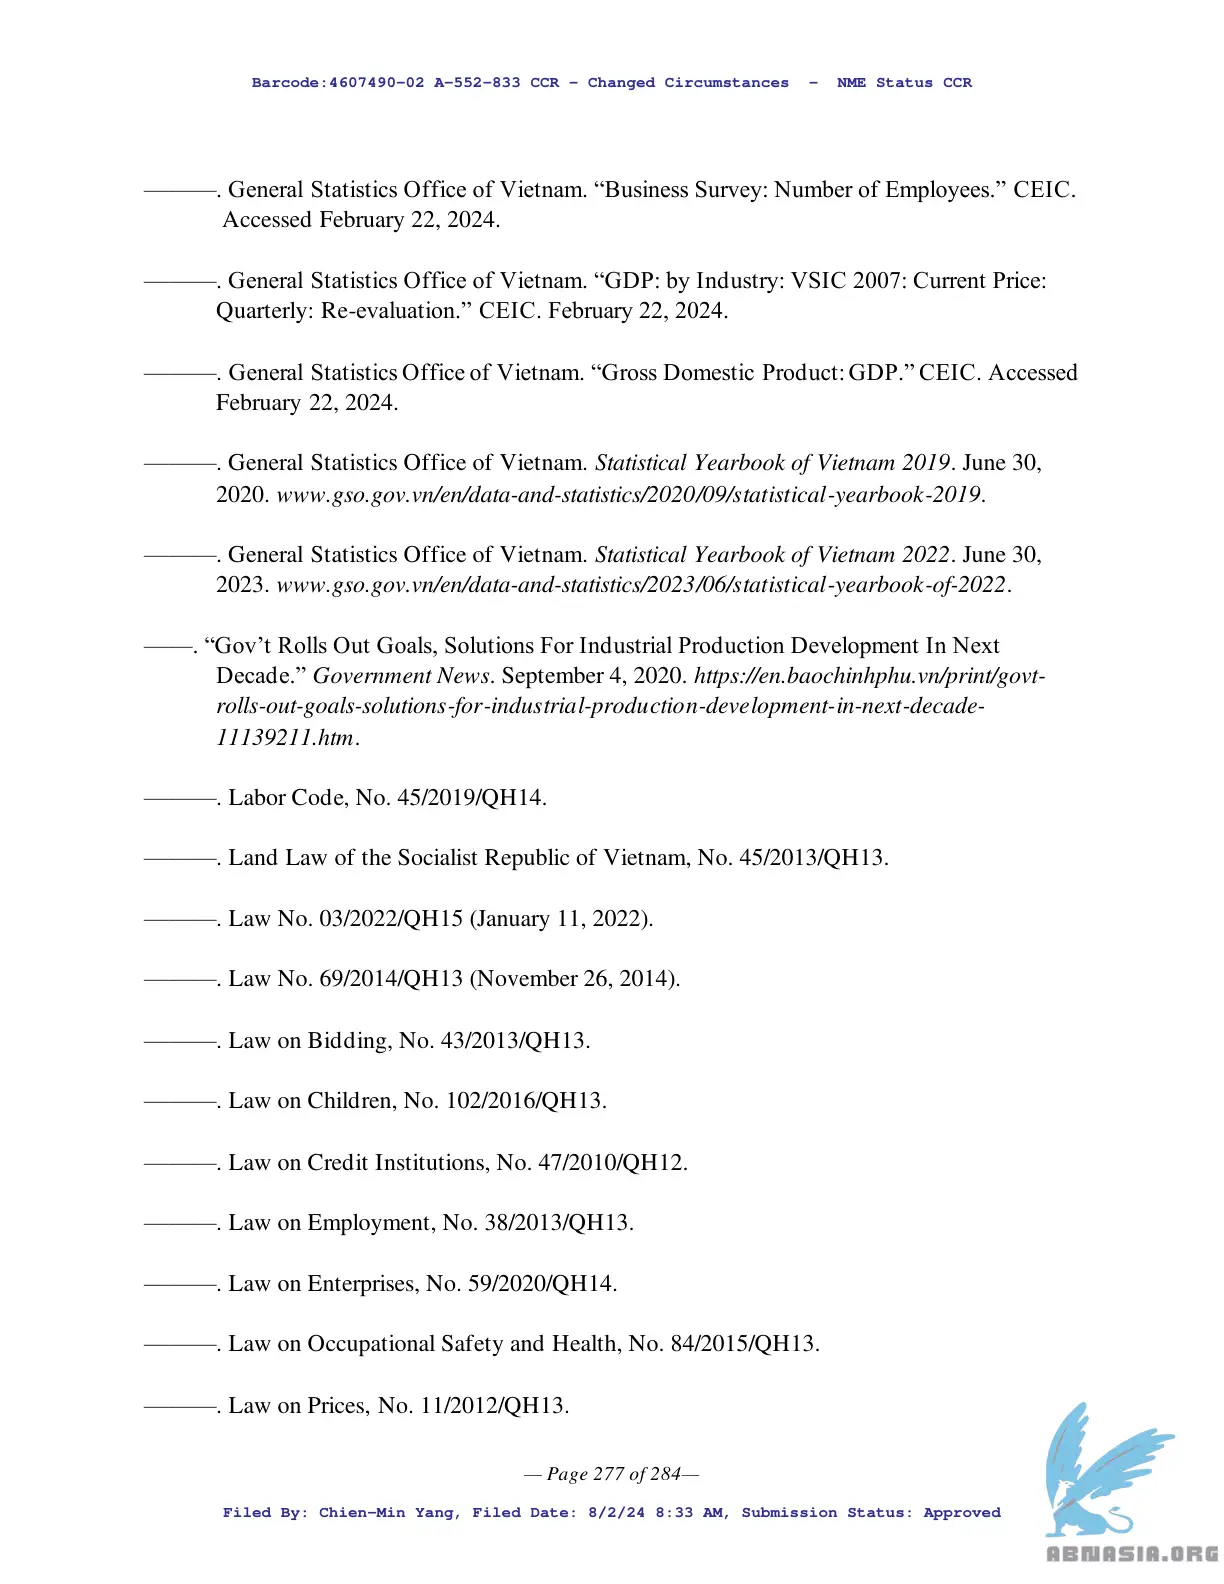 Barcode:4607490-02 A-552-833 CCR - Changed Circumstances - NME Status CCR
———. General Statistics Office of Vietnam. “Business Survey: Number of Employees.” CEIC.
Accessed February 22, 2024.
———. General Statistics Office of Vietnam. “GDP: by Industry: VSIC 2007: Current Price:
Quarterly: Re-evaluation.” CEIC. February 22, 2024.
———. General Statistics Office of Vietnam. “Gross Domestic Product: GDP.” CEIC. Accessed
February 22, 2024.
———. General Statistics Office of Vietnam. Statistical Yearbook of Vietnam 2019. June 30,
2020. www.gso.gov.vn/en/data-and-statistics/2020/09/statistical-yearbook-2019.
———. General Statistics Office of Vietnam. Statistical Yearbook of Vietnam 2022. June 30,
2023. www.gso.gov.vn/en/data-and-statistics/2023/06/statistical-yearbook-of-2022.
——. “Gov’t Rolls Out Goals, Solutions For Industrial Production Development In Next
Decade.” Government News. September 4, 2020. https://en.baochinhphu.vn/print/govt-
rolls-out-goals-solutions-for-industrial-production-development-in-next-decade-
11139211.htm.
———. Labor Code, No. 45/2019/QH14.
———. Land Law of the Socialist Republic of Vietnam, No. 45/2013/QH13.
———. Law No. 03/2022/QH15 (January 11, 2022).
———. Law No. 69/2014/QH13 (November 26, 2014).
———. Law on Bidding, No. 43/2013/QH13.
———. Law on Children, No. 102/2016/QH13.
———. Law on Credit Institutions, No. 47/2010/QH12.
———. Law on Employment, No. 38/2013/QH13.
———. Law on Enterprises, No. 59/2020/QH14.
———. Law on Occupational Safety and Health, No. 84/2015/QH13.
———. Law on Prices, No. 11/2012/QH13.
— Page 277 of 284—
Filed By: Chien-Min Yang, Filed Date: 8/2/24 8:33 AM, Submission Status: Approved
ABNASIA.ORG